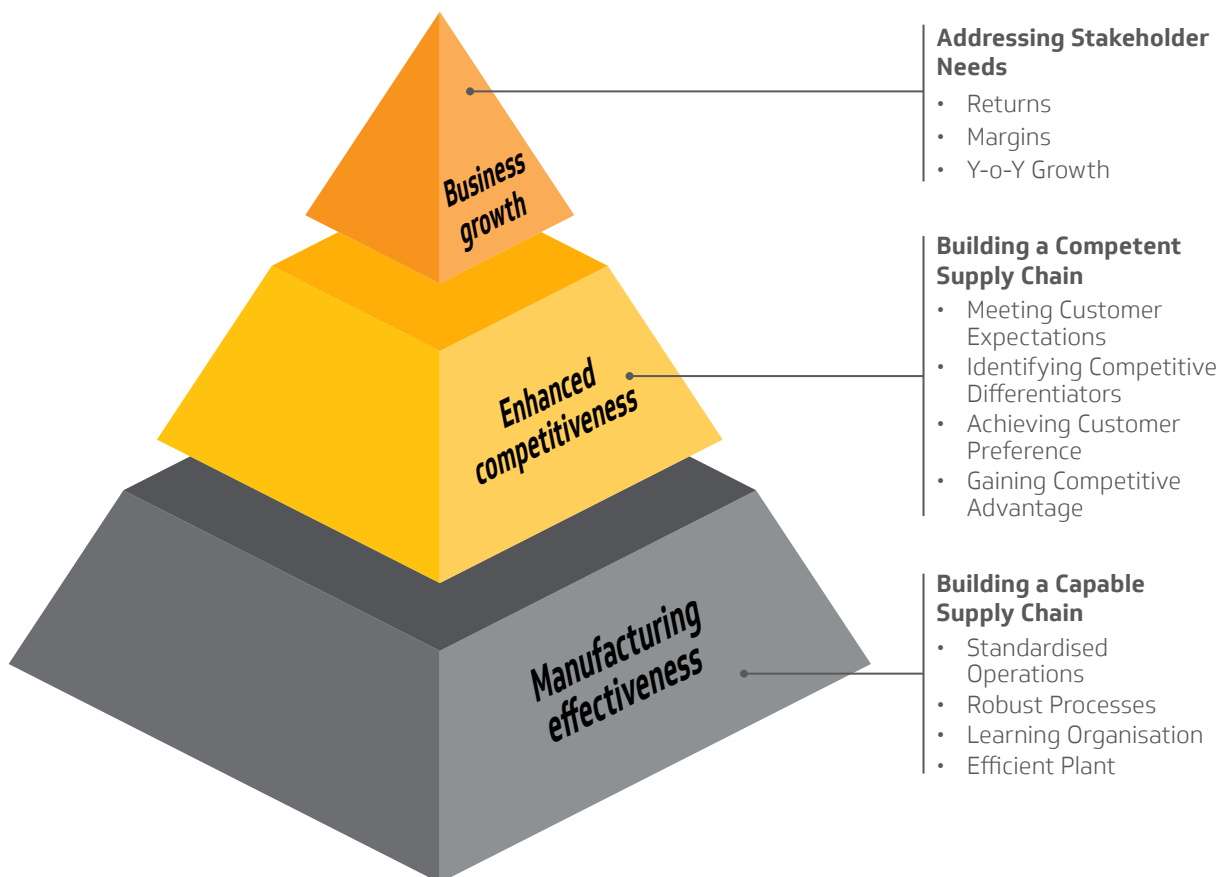 Business
growth
Addressing Stakeholder
Needs
• Returns
• Margins
• Y-o-Y Growth
Enhanced
competitiveness
Building a Competent
Supply Chain
• Meeting Customer
Expectations
• Identifying Competitive
Differentiators
• Achieving Customer
Preference
• Gaining Competitive
Advantage
Manufacturing
effectiveness
Building a Capable
Supply Chain
• Standardised
Operations
• Robust Processes
• Learning Organisation
• Efficient Plant